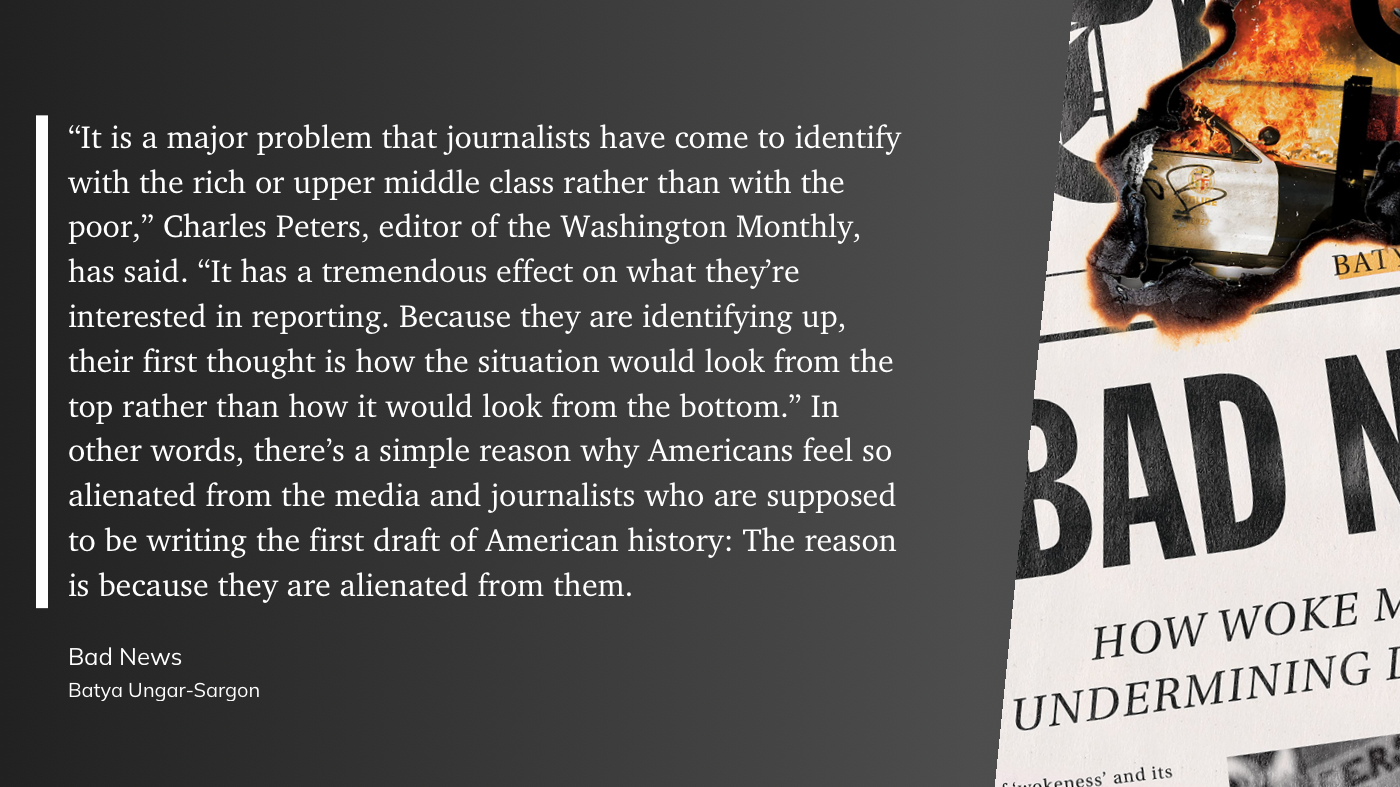 “It is a major problem that journalists have come to identify
with the rich or upper middle class rather than with the
poor,” Charles Peters, editor of the Washington Monthly,
has said. “It has a tremendous effect on what they’re
interested in reporting. Because they are identifying up,
their first thought is how the situation would look from the
top rather than how it would look from the bottom.” In
other words, there’s a simple reason why Americans feel so
alienated from the media and journalists who are supposed
to be writing the first draft of American history: The reason
is because they are alienated from them.
Bad News
Batya Ungar-Sargon
BATY
BAD N
HOW WOKE M
UNDERMINING
‘wokeness’ and its